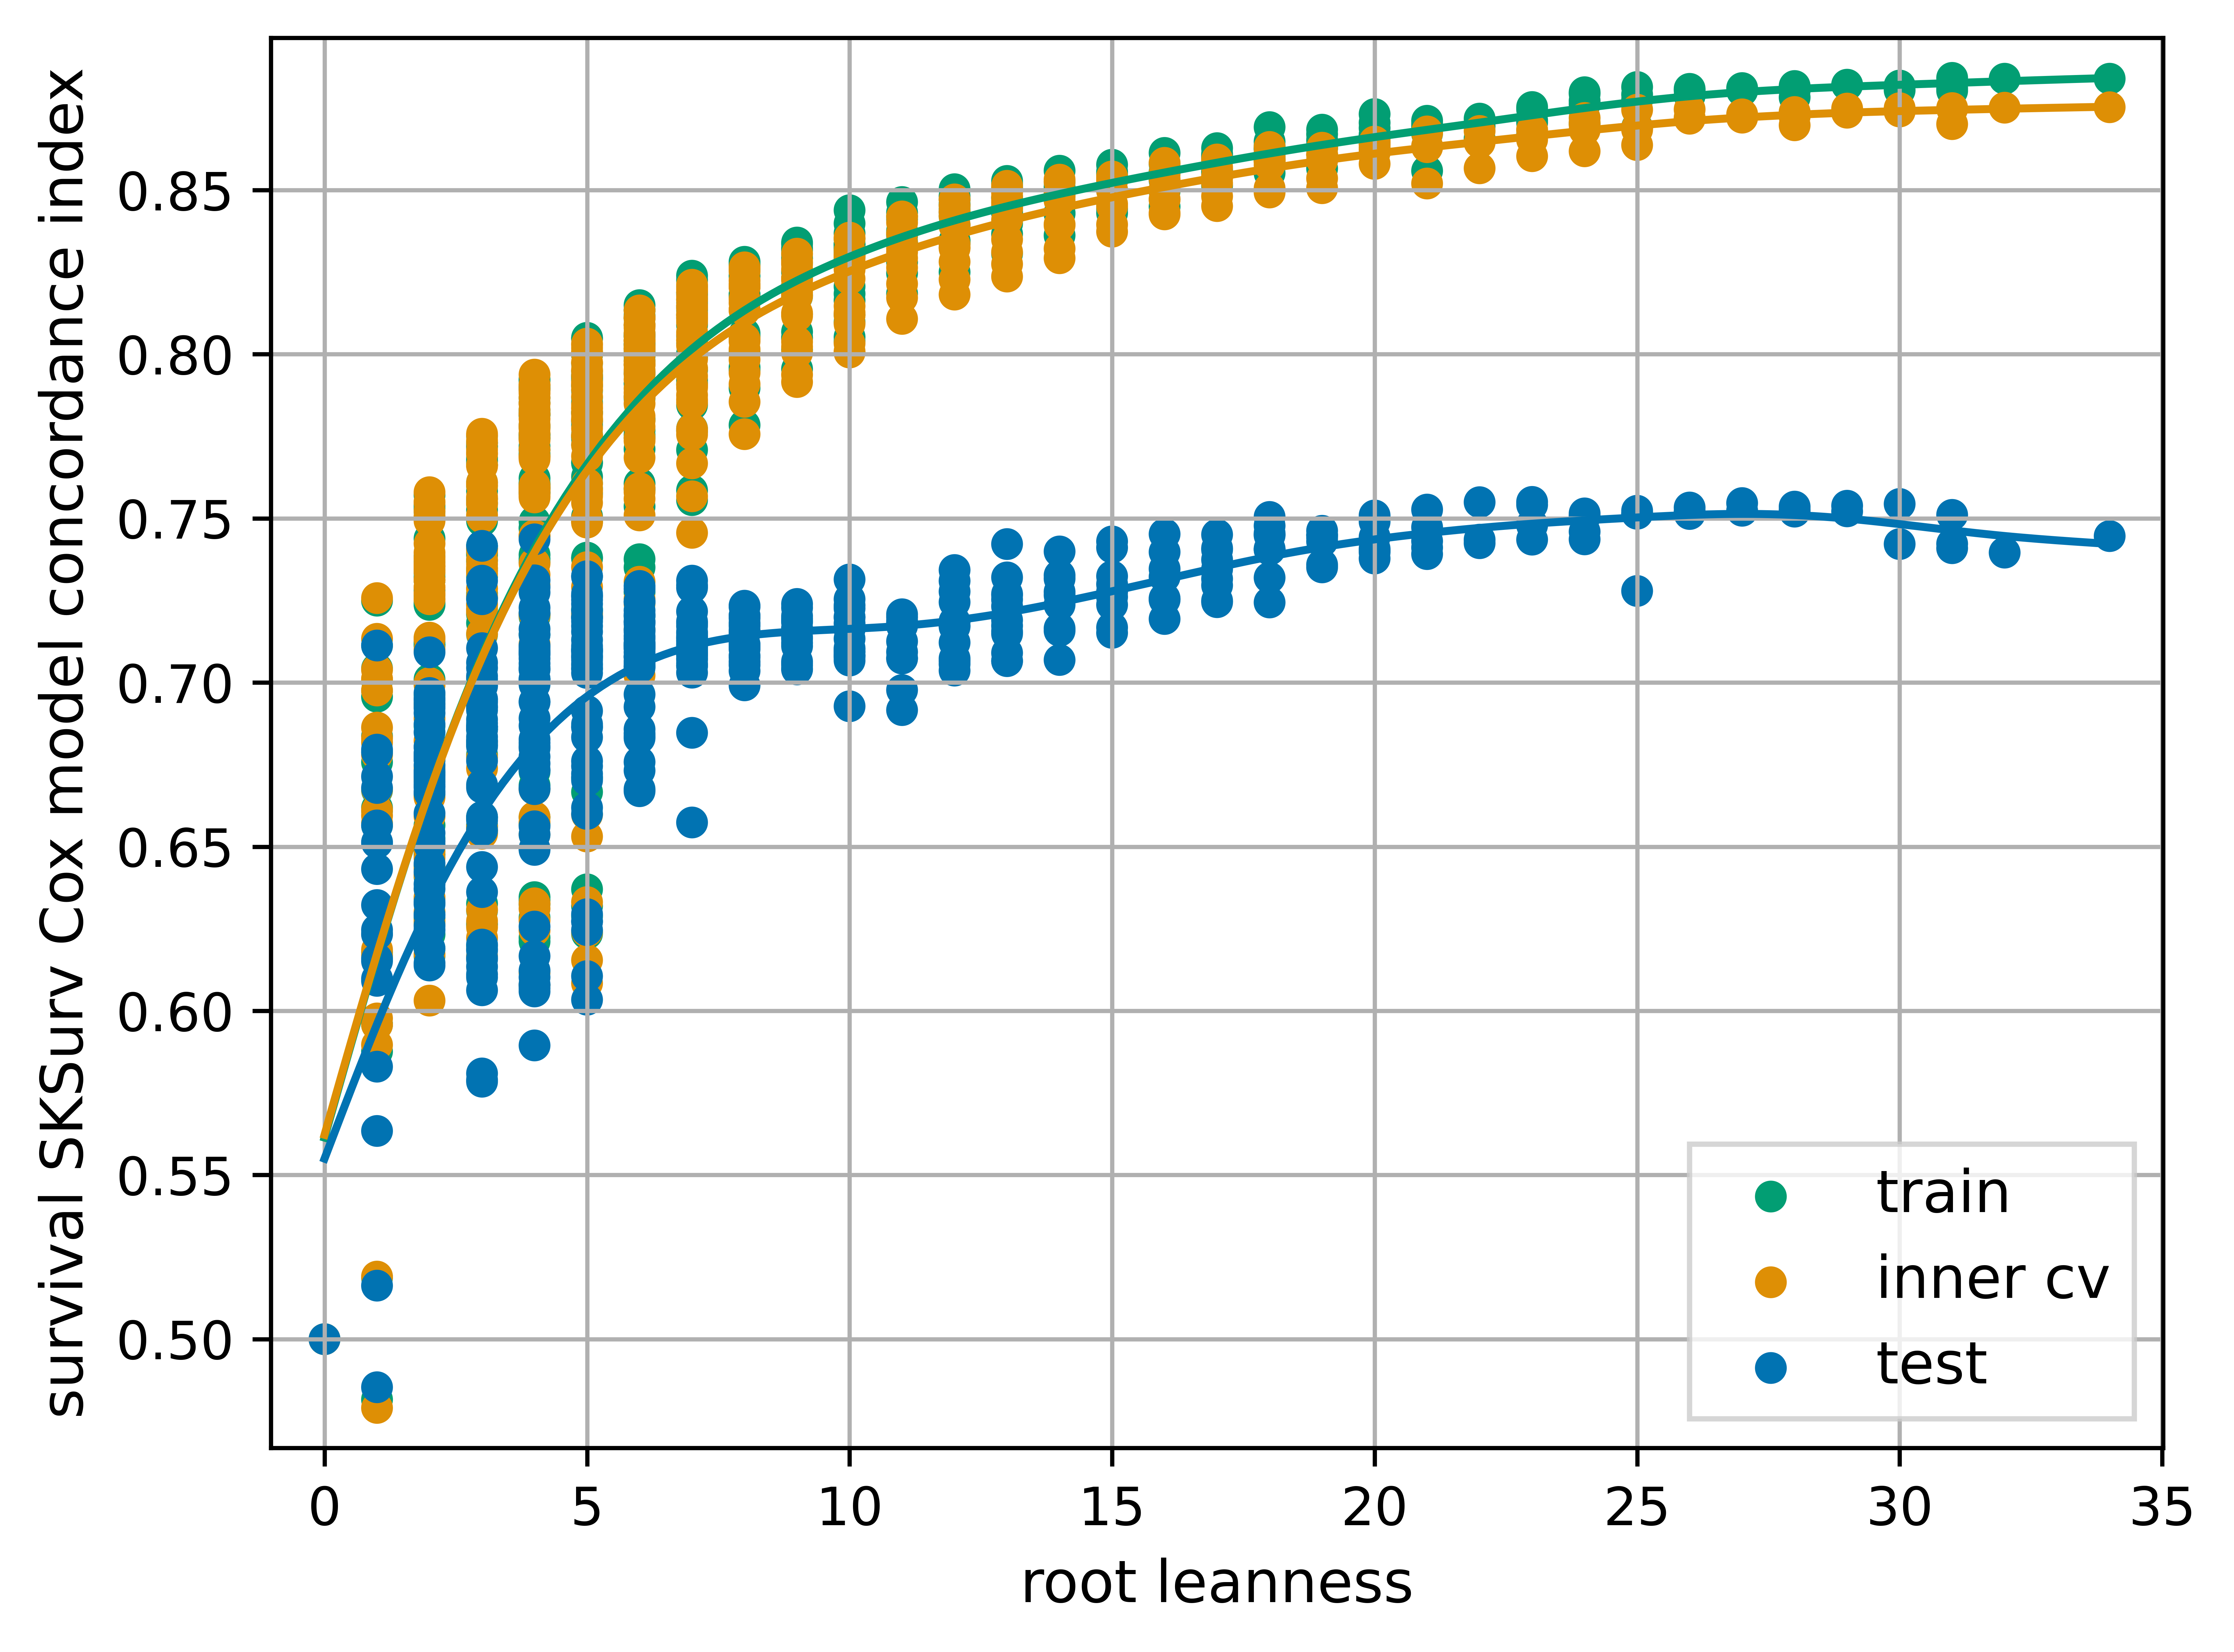 survival SKSurv Cox model concordance index
0.85
0.80
0.75
0.70
0.65
0.60
0.55
0.50
train
inner cv
test
0 5 10 15 20 25 30 35
root leanness